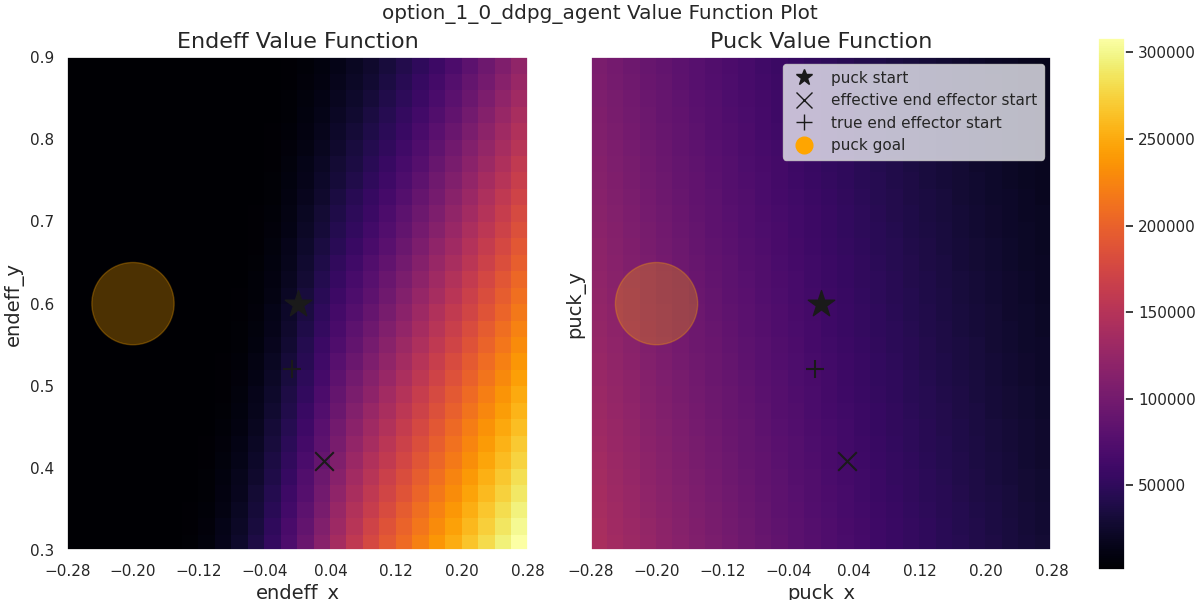 option_1_0_ddpg_agent Value Function Plot
Endeff Value Function
0.9
0.8
0.7
0.6
0.5
0.4
0.3
endeff_y
−0.28 −0.20 −0.12 −0.04 0.04 0.12 0.20 0.28
endeff_x
Puck Value Function
puck start
effective end effector start
true end effector start
puck goal
puck_y
−0.28 −0.20 −0.12 −0.04 0.04 0.12 0.20 0.28
puck_x
300000
250000
200000
150000
100000
50000